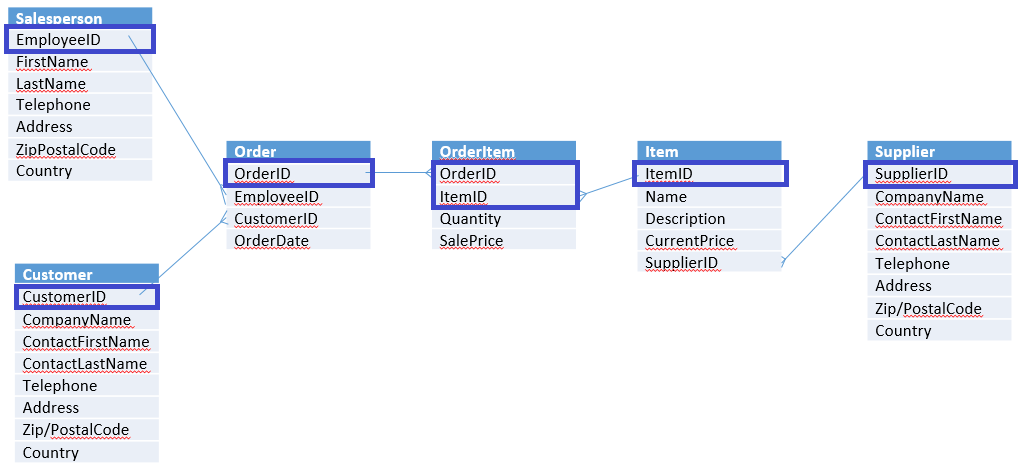 Salesperson
EmployeeID
FirstName
LastName
Telephone
Address
ZipPostalCode
Country
Order
OrderID
EmployeeID
CustomerID
OrderDate
OrderItem
OrderID
ItemID
Quantity
SalePrice
Item
ItemID
Name
Description
CurrentPrice
SupplierID
Supplier
SupplierID
CompanyName
ContactFirstName
ContactLastName
Telephone
Address
Zip/PostalCode
Country
Customer
CustomerID
CompanyName
ContactFirstName
ContactLastName
Telephone
Address
Zip/PostalCode
Country